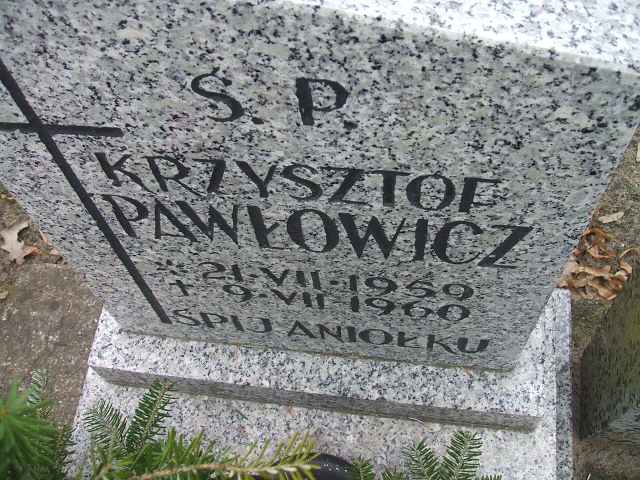 Ś. P.
KRZYSZTOF
PAWŁOWICZ
* 21·VII·1959
† 9·VII·1960
ŚPIJ ANIOŁKU